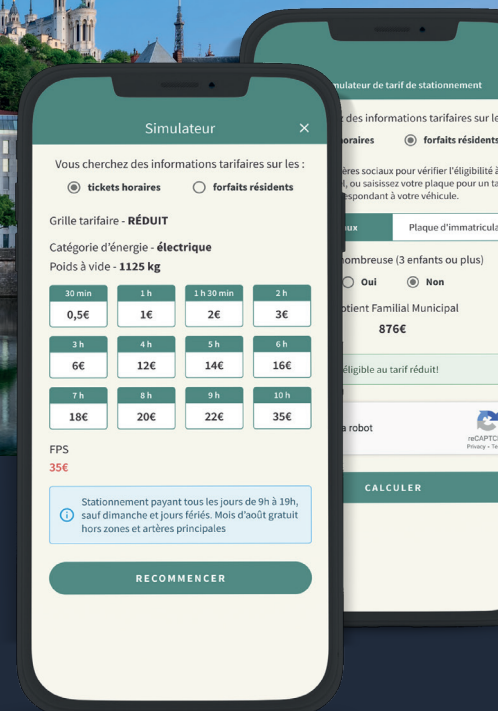 Simulateur
Vous cherchez des informations tarifaires sur les :
tickets horaires
forfaits résidents
Grille tarifaire - RÉDUIT
Catégorie d'énergie - électrique
Poids à vide - 1125 kg
30 min
1 h
1 h 30 min
2 h
0,5€
1€
2€
3€
3 h
4 h
5 h
6 h
6€
12€
14€
16€
7 h
8 h
9 h
10 h
18€
20€
22€
35€
FPS
35€
Stationnement payant tous les jours de 9h à 19h,
sauf dimanche et jours fériés. Mois d'août gratuit
hors zones et artères principales
RECOMMENCER
mulateur de tarif de stationnement
des informations tarifaires sur le
oraires
forfaits résidents
ères sociaux pour vérifier l'éligibilité à
l, ou saisissez votre plaque pour un ta
espondant à votre véhicule.
ux
Plaque d'immatricula
ombreuse (3 enfants ou plus)
Oui
Non
otient Familial Municipal
876€
éligible au tarif réduit!
a robot
reCAPTC
Privacy - Te
CALCULER